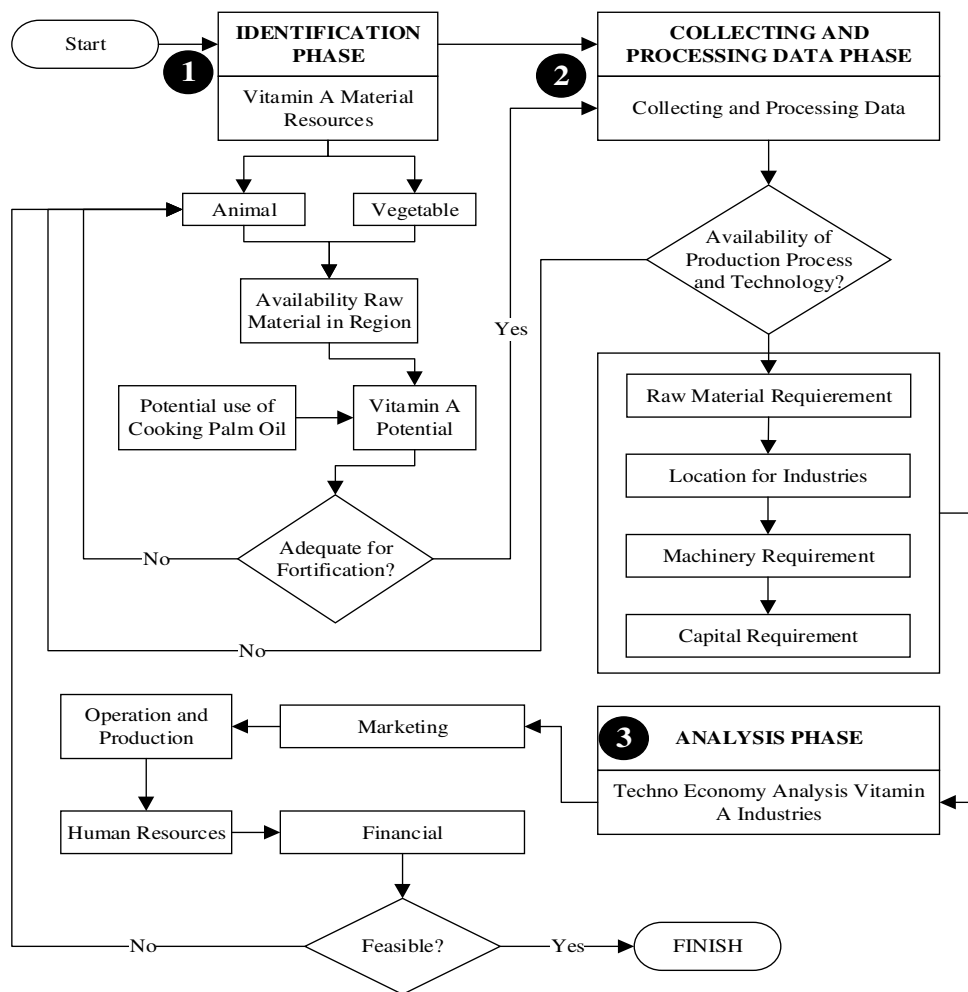 Start
1
IDENTIFICATION
PHASE
Vitamin A Material
Resources
2
COLLECTING AND
PROCESSING DATA PHASE
Collecting and Processing Data
Animal
Vegetable
Availability Raw
Material in Region
Potential use of
Cooking Palm Oil
Vitamin A
Potential
Adequate for
Fortification?
No
Yes
Availability of
Production Process
and Technology?
No
Raw Material Requierement
Location for Industries
Machinery Requirement
Capital Requirement
3
ANALYSIS PHASE
Techno Economy Analysis Vitamin
A Industries
Marketing
Operation and
Production
Human Resources
Financial
Feasible?
No
Yes
FINISH